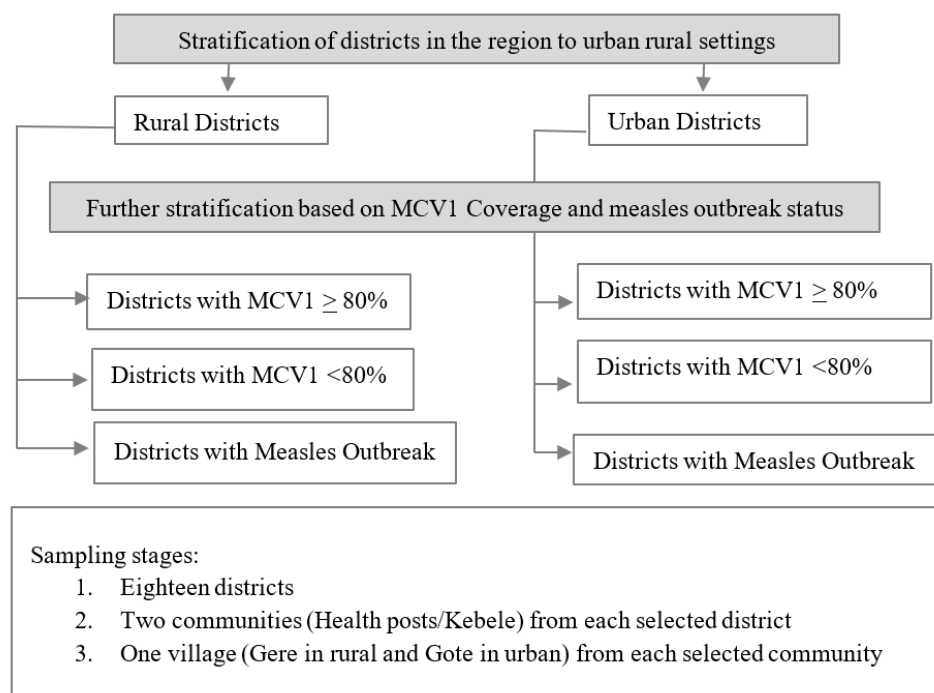 Stratification of districts in the region to urban rural settings
Rural Districts
Urban Districts
Further stratification based on MCV1 Coverage and measles outbreak status
Districts with MCV1 ≥ 80%
Districts with MCV1 <80%
Districts with Measles Outbreak
Districts with MCV1 ≥ 80%
Districts with MCV1 <80%
Districts with Measles Outbreak
Sampling stages:
1. Eighteen districts
2. Two communities (Health posts/Kebele) from each selected district
3. One village (Gere in rural and Gote in urban) from each selected community